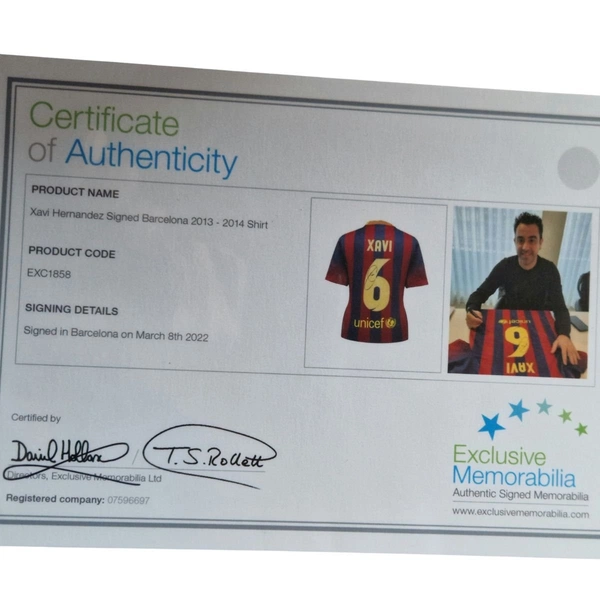 Certificate
of Authenticity
PRODUCT NAME
Xavi Hernandez Signed Barcelona 2013 - 2014 Shirt
PRODUCT CODE
EXC1858
SIGNING DETAILS
Signed in Barcelona on March 8th 2022
XAVI
6
unicef
6
XAVI
Certified by
T.S. Rollett
Directors, Exclusive Memorabilia Ltd
Registered company: 07596697
Exclusive
Memorabilia
Authentic Signed Memorabilia
www.exclusivememorabilia.com